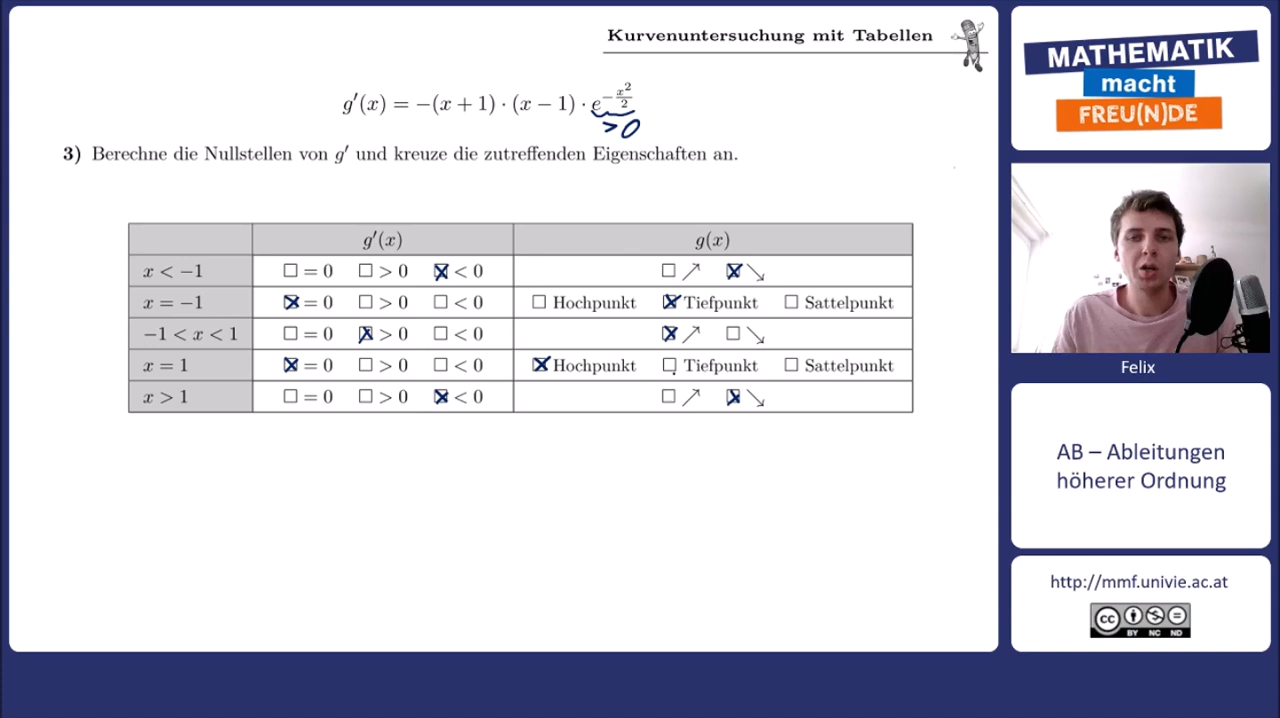 Kurvenuntersuchung mit Tabellen
g′(x) = −(x + 1) · (x − 1) · e^{−x²/2}
>0
3) Berechne die Nullstellen von g′ und kreuze die zutreffenden Eigenschaften an.
g′(x) g(x)
x < −1 ☐ = 0 ☐ > 0 ☒ < 0 ☐ ↗ ☒ ↘
x = −1 ☒ = 0 ☐ > 0 ☐ < 0 ☐ Hochpunkt ☒ Tiefpunkt ☐ Sattelpunkt
−1 < x < 1 ☐ = 0 ☒ > 0 ☐ < 0 ☒ ↗ ☐ ↘
x = 1 ☒ = 0 ☐ > 0 ☐ < 0 ☒ Hochpunkt ☐ Tiefpunkt ☐ Sattelpunkt
x > 1 ☐ = 0 ☐ > 0 ☒ < 0 ☐ ↗ ☒ ↘
MATHEMATIK
macht
FREU(N)DE
Felix
AB – Ableitungen
höherer Ordnung
http://mmf.univie.ac.at
cc
BY NC ND